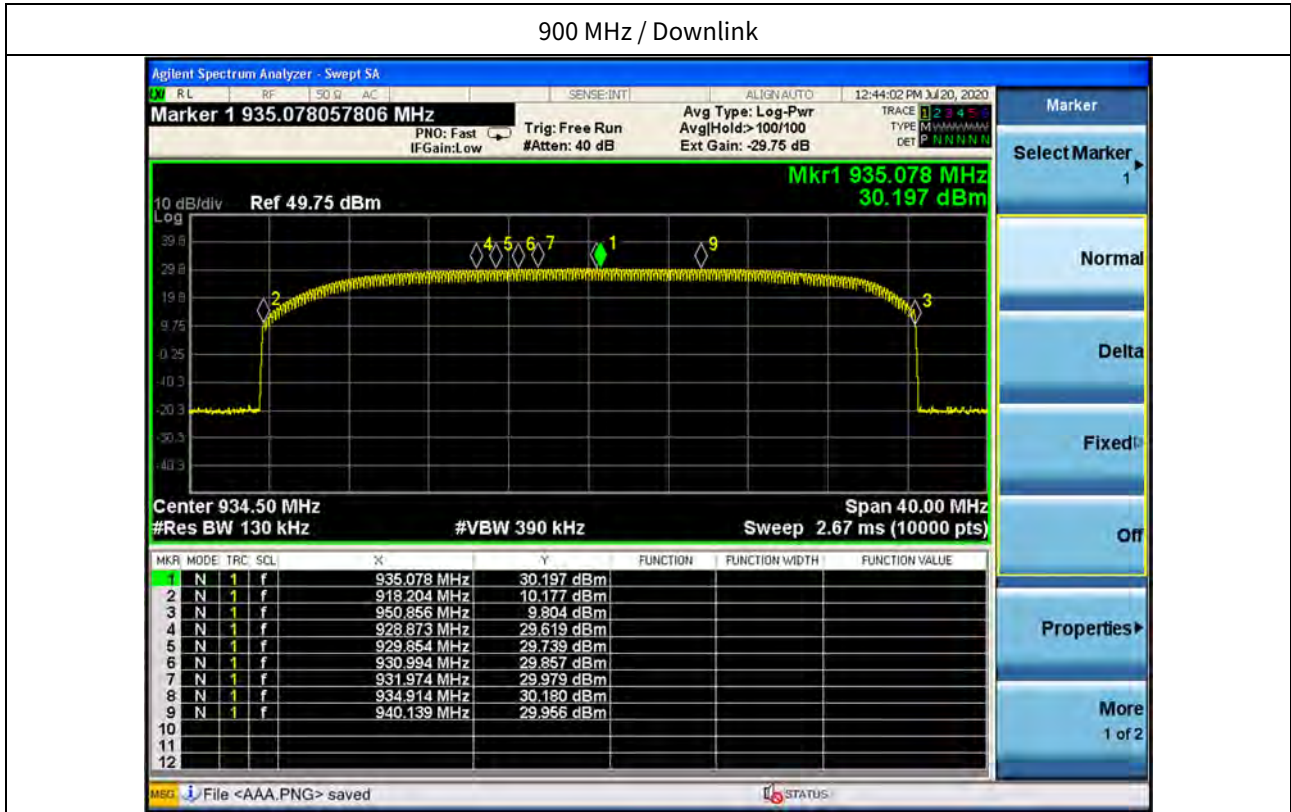 900 MHz / Downlink
Agilent Spectrum Analyzer - Swept SA
RL RF 50 Ω AC SENSE:INT ALIGN AUTO 12:44:02 PM Jul 20, 2020
Marker 1 935.078057806 MHz
PNO: Fast
IFGain:Low
Trig: Free Run
#Atten: 40 dB
Avg Type: Log-Pwr
Avg|Hold:> 100/100
Ext Gain: -29.75 dB
TRACE 1 2 3 4 5 6
TYPE M
DET P N N N N N
Mkr1 935.078 MHz
30.197 dBm
10 dB/div Ref 49.75 dBm
Log
39.8
29.8
19.8
9.75
-0.25
-10.3
-20.3
-30.3
-40.3
2 4 5 6 7 1 9 3
Center 934.50 MHz Span 40.00 MHz
#Res BW 130 kHz #VBW 390 kHz Sweep 2.67 ms (10000 pts)
MKR MODE TRC SCL X Y FUNCTION FUNCTION WIDTH FUNCTION VALUE
1 N 1 f 935.078 MHz 30.197 dBm
2 N 1 f 918.204 MHz 10.177 dBm
3 N 1 f 950.856 MHz 9.804 dBm
4 N 1 f 928.873 MHz 29.619 dBm
5 N 1 f 929.854 MHz 29.739 dBm
6 N 1 f 930.994 MHz 29.857 dBm
7 N 1 f 931.974 MHz 29.979 dBm
8 N 1 f 934.914 MHz 30.180 dBm
9 N 1 f 940.139 MHz 29.956 dBm
10
11
12
MSG File <AAA.PNG> saved STATUS
Marker
Select Marker
1
Normal
Delta
Fixed
Off
Properties
More
1 of 2